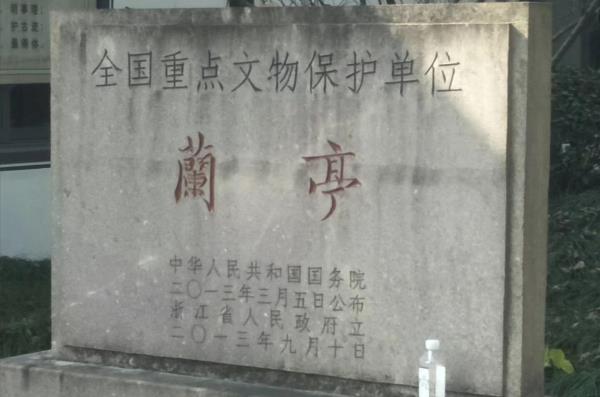 全国重点文物保护单位
蘭亭
中华人民共和国国务院
二〇一三年三月五日公布
浙江省人民政府立
二〇一三年九月十日